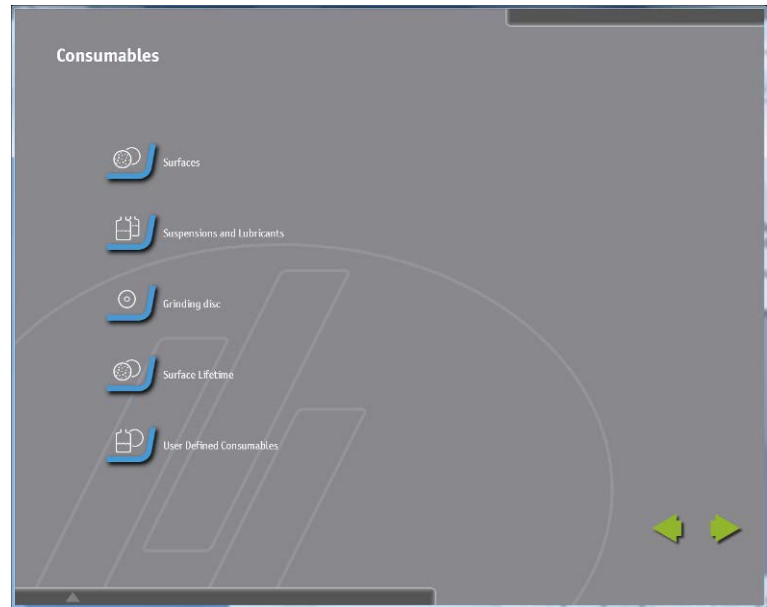 Consumables
Surfaces
Suspensions and Lubricants
Grinding disc
Surface Lifetime
User Defined Consumables